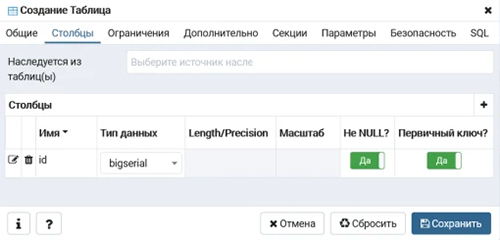 Создание Таблица
Общие Столбцы Ограничения Дополнительно Секции Параметры Безопасность SQL
Наследуется из таблиц(ы)
Выберите источник насле
Столбцы
Имя Тип данных Length/Precision Масштаб Не NULL? Первичный ключ?
id bigserial Да Да
i ? Отмена Сбросить Сохранить